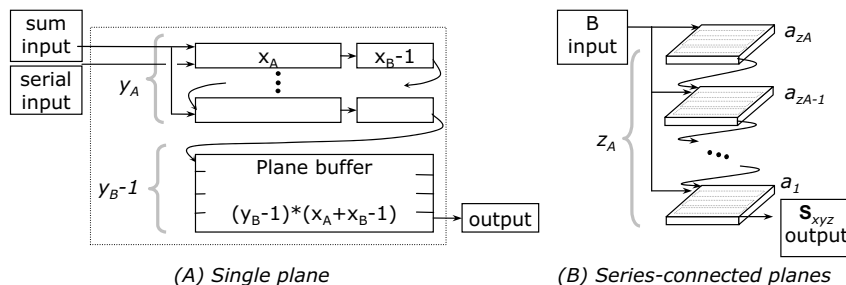 sum
input
serial
input
y_A
x_A
x_B-1
y_B-1
Plane buffer
(y_B-1)*(x_A+x_B-1)
output
(A) Single plane
B
input
a_zA
a_zA-1
z_A
a_1
S_xyz
output
(B) Series-connected planes